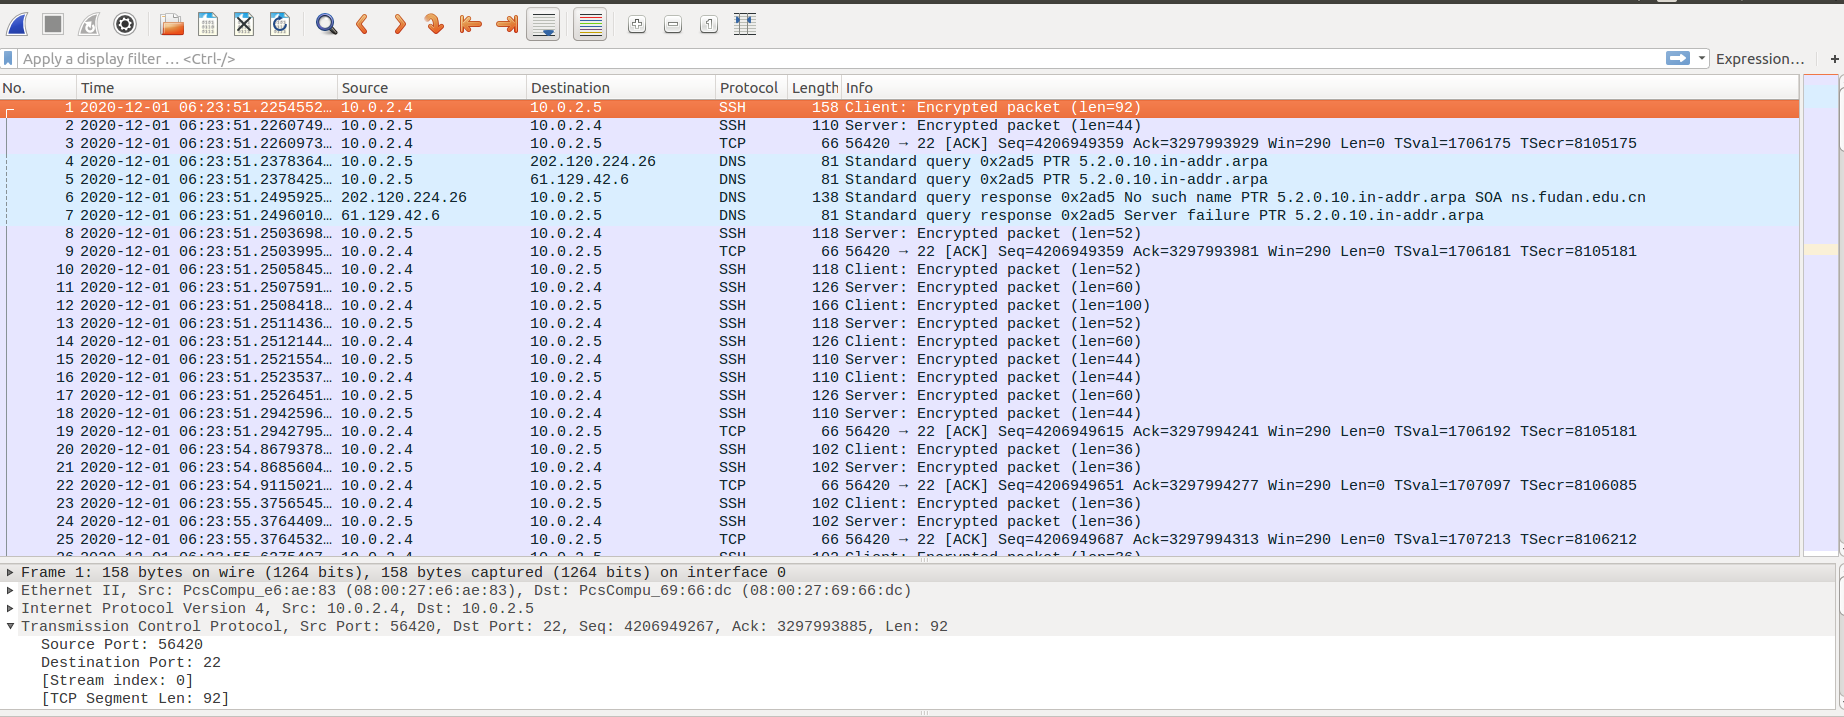 Apply a display filter … <Ctrl-/> Expression… +
No. Time Source Destination Protocol Length Info
1 2020-12-01 06:23:51.2254552… 10.0.2.4 10.0.2.5 SSH 158 Client: Encrypted packet (len=92)
2 2020-12-01 06:23:51.2260749… 10.0.2.5 10.0.2.4 SSH 110 Server: Encrypted packet (len=44)
3 2020-12-01 06:23:51.2260973… 10.0.2.4 10.0.2.5 TCP 66 56420 → 22 [ACK] Seq=4206949359 Ack=3297993929 Win=290 Len=0 TSval=1706175 TSecr=8105175
4 2020-12-01 06:23:51.2378364… 10.0.2.5 202.120.224.26 DNS 81 Standard query 0x2ad5 PTR 5.2.0.10.in-addr.arpa
5 2020-12-01 06:23:51.2378425… 10.0.2.5 61.129.42.6 DNS 81 Standard query 0x2ad5 PTR 5.2.0.10.in-addr.arpa
6 2020-12-01 06:23:51.2495925… 202.120.224.26 10.0.2.5 DNS 138 Standard query response 0x2ad5 No such name PTR 5.2.0.10.in-addr.arpa SOA ns.fudan.edu.cn
7 2020-12-01 06:23:51.2496010… 61.129.42.6 10.0.2.5 DNS 81 Standard query response 0x2ad5 Server failure PTR 5.2.0.10.in-addr.arpa
8 2020-12-01 06:23:51.2503698… 10.0.2.5 10.0.2.4 SSH 118 Server: Encrypted packet (len=52)
9 2020-12-01 06:23:51.2503995… 10.0.2.4 10.0.2.5 TCP 66 56420 → 22 [ACK] Seq=4206949359 Ack=3297993981 Win=290 Len=0 TSval=1706181 TSecr=8105181
10 2020-12-01 06:23:51.2505845… 10.0.2.4 10.0.2.5 SSH 118 Client: Encrypted packet (len=52)
11 2020-12-01 06:23:51.2507591… 10.0.2.5 10.0.2.4 SSH 126 Server: Encrypted packet (len=60)
12 2020-12-01 06:23:51.2508418… 10.0.2.4 10.0.2.5 SSH 166 Client: Encrypted packet (len=100)
13 2020-12-01 06:23:51.2511436… 10.0.2.5 10.0.2.4 SSH 118 Server: Encrypted packet (len=52)
14 2020-12-01 06:23:51.2512144… 10.0.2.4 10.0.2.5 SSH 126 Client: Encrypted packet (len=60)
15 2020-12-01 06:23:51.2521554… 10.0.2.5 10.0.2.4 SSH 110 Server: Encrypted packet (len=44)
16 2020-12-01 06:23:51.2523537… 10.0.2.4 10.0.2.5 SSH 110 Client: Encrypted packet (len=44)
17 2020-12-01 06:23:51.2526451… 10.0.2.5 10.0.2.4 SSH 126 Server: Encrypted packet (len=60)
18 2020-12-01 06:23:51.2942596… 10.0.2.5 10.0.2.4 SSH 110 Server: Encrypted packet (len=44)
19 2020-12-01 06:23:51.2942795… 10.0.2.4 10.0.2.5 TCP 66 56420 → 22 [ACK] Seq=4206949615 Ack=3297994241 Win=290 Len=0 TSval=1706192 TSecr=8105181
20 2020-12-01 06:23:54.8679378… 10.0.2.4 10.0.2.5 SSH 102 Client: Encrypted packet (len=36)
21 2020-12-01 06:23:54.8685604… 10.0.2.5 10.0.2.4 SSH 102 Server: Encrypted packet (len=36)
22 2020-12-01 06:23:54.9115021… 10.0.2.4 10.0.2.5 TCP 66 56420 → 22 [ACK] Seq=4206949651 Ack=3297994277 Win=290 Len=0 TSval=1707097 TSecr=8106085
23 2020-12-01 06:23:55.3756545… 10.0.2.4 10.0.2.5 SSH 102 Client: Encrypted packet (len=36)
24 2020-12-01 06:23:55.3764409… 10.0.2.5 10.0.2.4 SSH 102 Server: Encrypted packet (len=36)
25 2020-12-01 06:23:55.3764532… 10.0.2.4 10.0.2.5 TCP 66 56420 → 22 [ACK] Seq=4206949687 Ack=3297994313 Win=290 Len=0 TSval=1707213 TSecr=8106212
Frame 1: 158 bytes on wire (1264 bits), 158 bytes captured (1264 bits) on interface 0
Ethernet II, Src: PcsCompu_e6:ae:83 (08:00:27:e6:ae:83), Dst: PcsCompu_69:66:dc (08:00:27:69:66:dc)
Internet Protocol Version 4, Src: 10.0.2.4, Dst: 10.0.2.5
Transmission Control Protocol, Src Port: 56420, Dst Port: 22, Seq: 4206949267, Ack: 3297993885, Len: 92
Source Port: 56420
Destination Port: 22
[Stream index: 0]
[TCP Segment Len: 92]